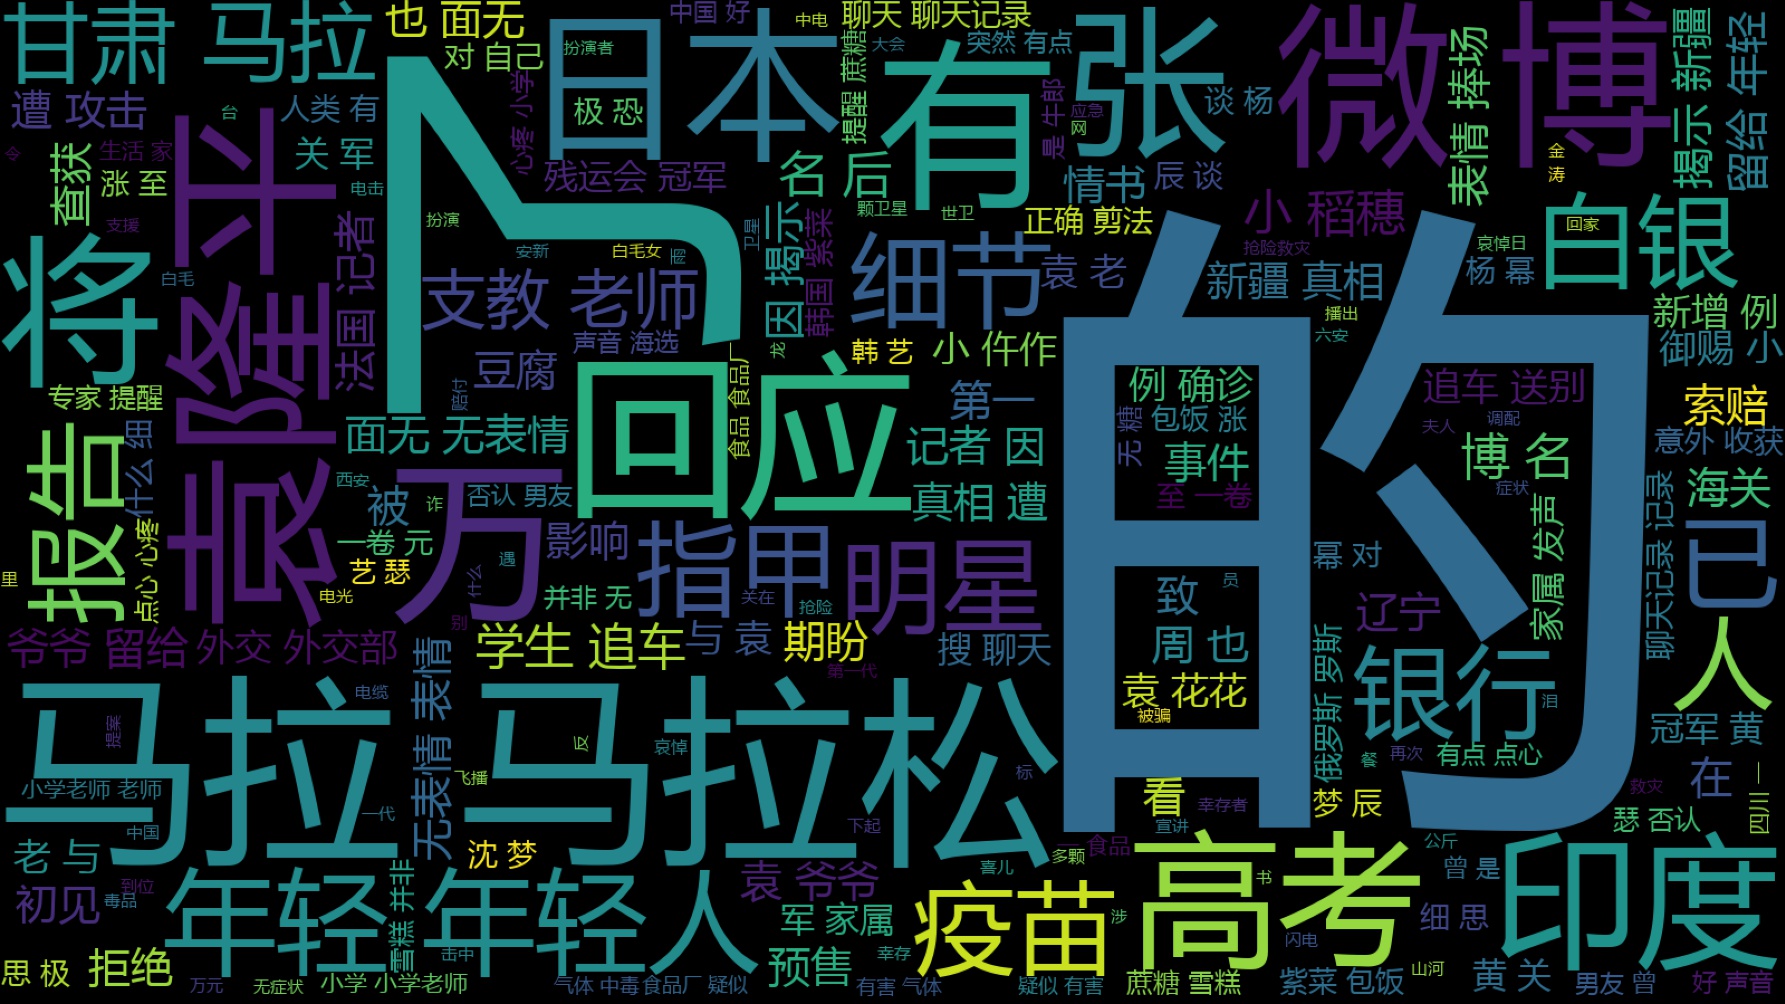 甘肃 马拉
也 面无
中国 好
中电
聊天 聊天记录
对 自己
扮演者
日本
大会
突然 有点
有
张
微博
表情 捧场
揭示 新疆
留给 年轻
遭 攻击
台
人类 有
心疼 小学
极 恐
提醒 蔗糖
是 牛郎
应急
网
谈 杨
金涛
令
查获
生活 家
涨 至
关 军
电击
残运会 冠军
名 后
情书
辰 谈
支援
袁隆平
法国 记者
个
扮演
安新
白毛女
卫星
因 揭示
韩国 紫菜
颗卫星
世卫
正确 剪法
小 稻穗
抢险救灾
哀悼日
回家
白银
将
白毛
支教 老师
细节
袁 老
新疆 真相
杨 幂
播出
六安
新增 例
御赐 小
声音 海选
龙
韩 艺
小 仵作
专家 提醒
豆腐
赔付
食品 食品厂
第一
例 确诊
追车 送别
索赔
报告
什么 细
面无 无表情
回应
记者 因
无 糖
包饭 涨
夫人
调配
意外 收获
点心 心疼
西安
被
诈
否认 男友
真相 遭
事件
至 一卷
博 名
症状
海关
家属 发声
聊天记录 记录
已
一卷 元
万
影响
指甲
明星
的
幂 对
里
艺 瑟
遇
什么
电光
并非 无
关在
抢险
致
员
别
爷爷 留给
外交 外交部
学生 追车
与 袁
期盼
搜 聊天
周 也
辽宁
人
无表情 表情
第一代
袁 花花
被骗
俄罗斯 罗斯
银行
泪
马拉
马拉松
电缆
提案
反
哀悼
冠军 黄
餐
再次
有点 点心
小学老师 老师
飞播
标
看
幸存者
梦 辰
在
救灾
四川 一
中国
一代
下起
宣讲
瑟 否认
老 与
沈 梦
食品
公斤
初见
到位
毒品
年轻
雪糕 并非
年轻人
袁 爷爷
喜儿
多颗
高考
书
曾 是
印度
军 家属
疫苗
涉
细 思
思 极
拒绝
击中
预售
幸存
闪电
万元
无症状
小学 小学老师
气体 中毒
食品厂 疑似
有害 气体
疑似 有害
蔗糖 雪糕
紫菜 包饭
山河
黄 关
男友 曾
好 声音